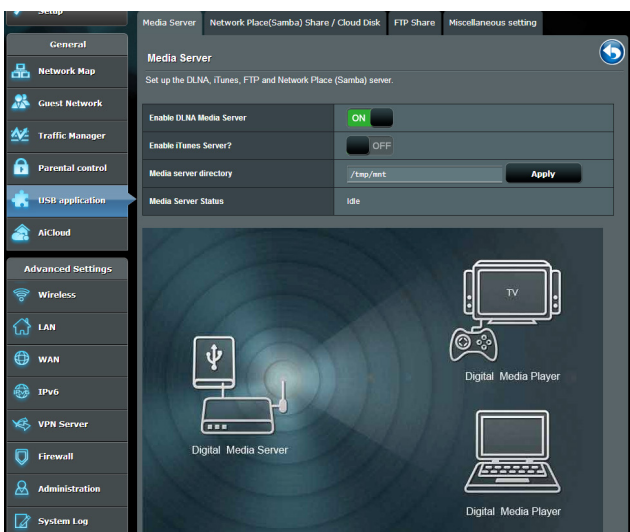 Setup
General
Network Map
Guest Network
Traffic Manager
Parental control
USB application
AiCloud
Advanced Settings
Wireless
LAN
WAN
IPv6
VPN Server
Firewall
Administration
System Log
Media Server
Network Place(Samba) Share / Cloud Disk
FTP Share
Miscellaneous setting
Media Server
Set up the DLNA, iTunes, FTP and Network Place (Samba) server.
Enable DLNA Media Server
ON
Enable iTunes Server?
OFF
Media server directory
/tmp/mnt
Apply
Media Server Status
Idle
TV
Digital Media Player
Digital Media Server
Digital Media Player